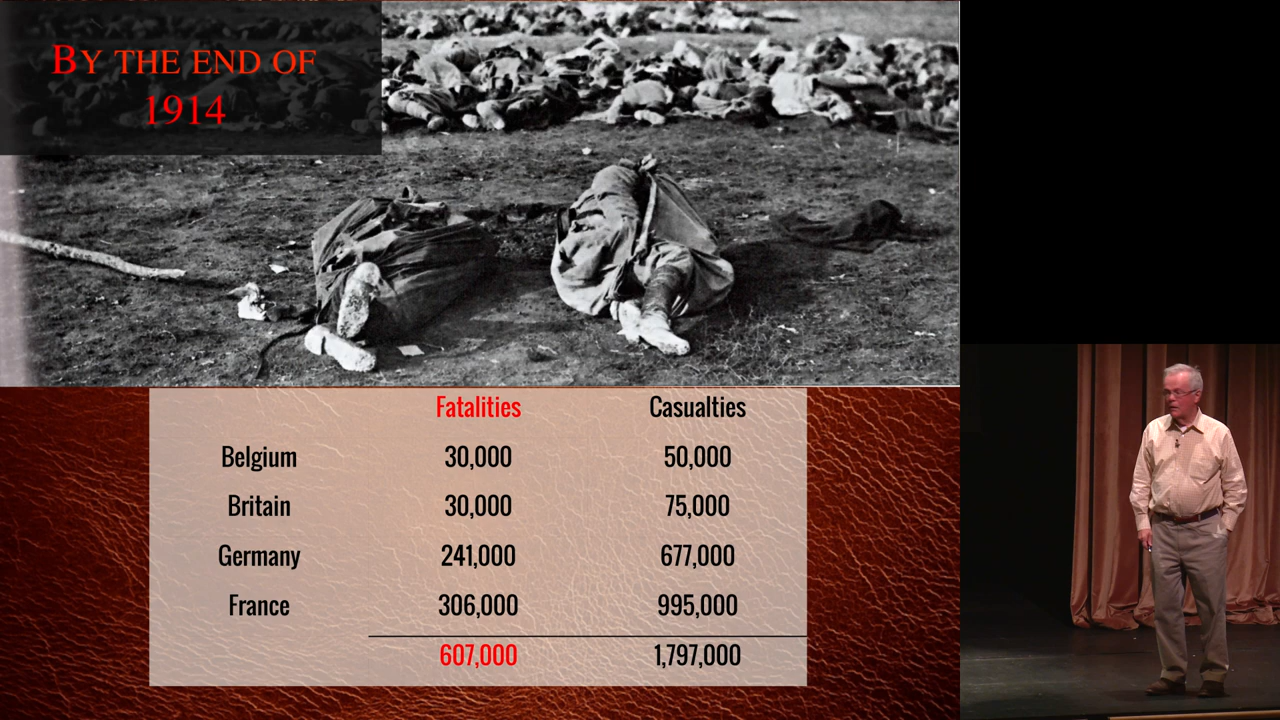 BY THE END OF
1914
Fatalities Casualties
Belgium 30,000 50,000
Britain 30,000 75,000
Germany 241,000 677,000
France 306,000 995,000
607,000 1,797,000